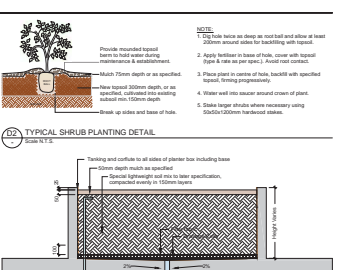 NOTE:
1. Dig hole twice as deep as root ball and allow at least
200mm around sides for backfilling with topsoil.
2. Apply fertiliser in base of hole, cover with topsoil
(type & rate as per spec.). Avoid root contact.
3. Place plant in centre of hole, backfill with specified
topsoil, firming progressively.
4. Water well into saucer around crown of plant.
5. Stake larger shrubs where necessary using
50x50x1200mm hardwood stakes.
Provide mounded topsoil
berm to hold water during
maintenance & establishment.
Mulch 75mm depth or as specified.
New topsoil 300mm depth, or as
specified, cultivated into existing
subsoil min.150mm depth
Break up sides and base of hole.
D2 TYPICAL SHRUB PLANTING DETAIL
- Scale N.T.S.
Tanking and corflute to all sides of planter box including base
50mm depth mulch as specified
Special lightweight soil mix to later specification,
compacted evenly in 150mm layers
25
50
100
Height Varies
2%
2%